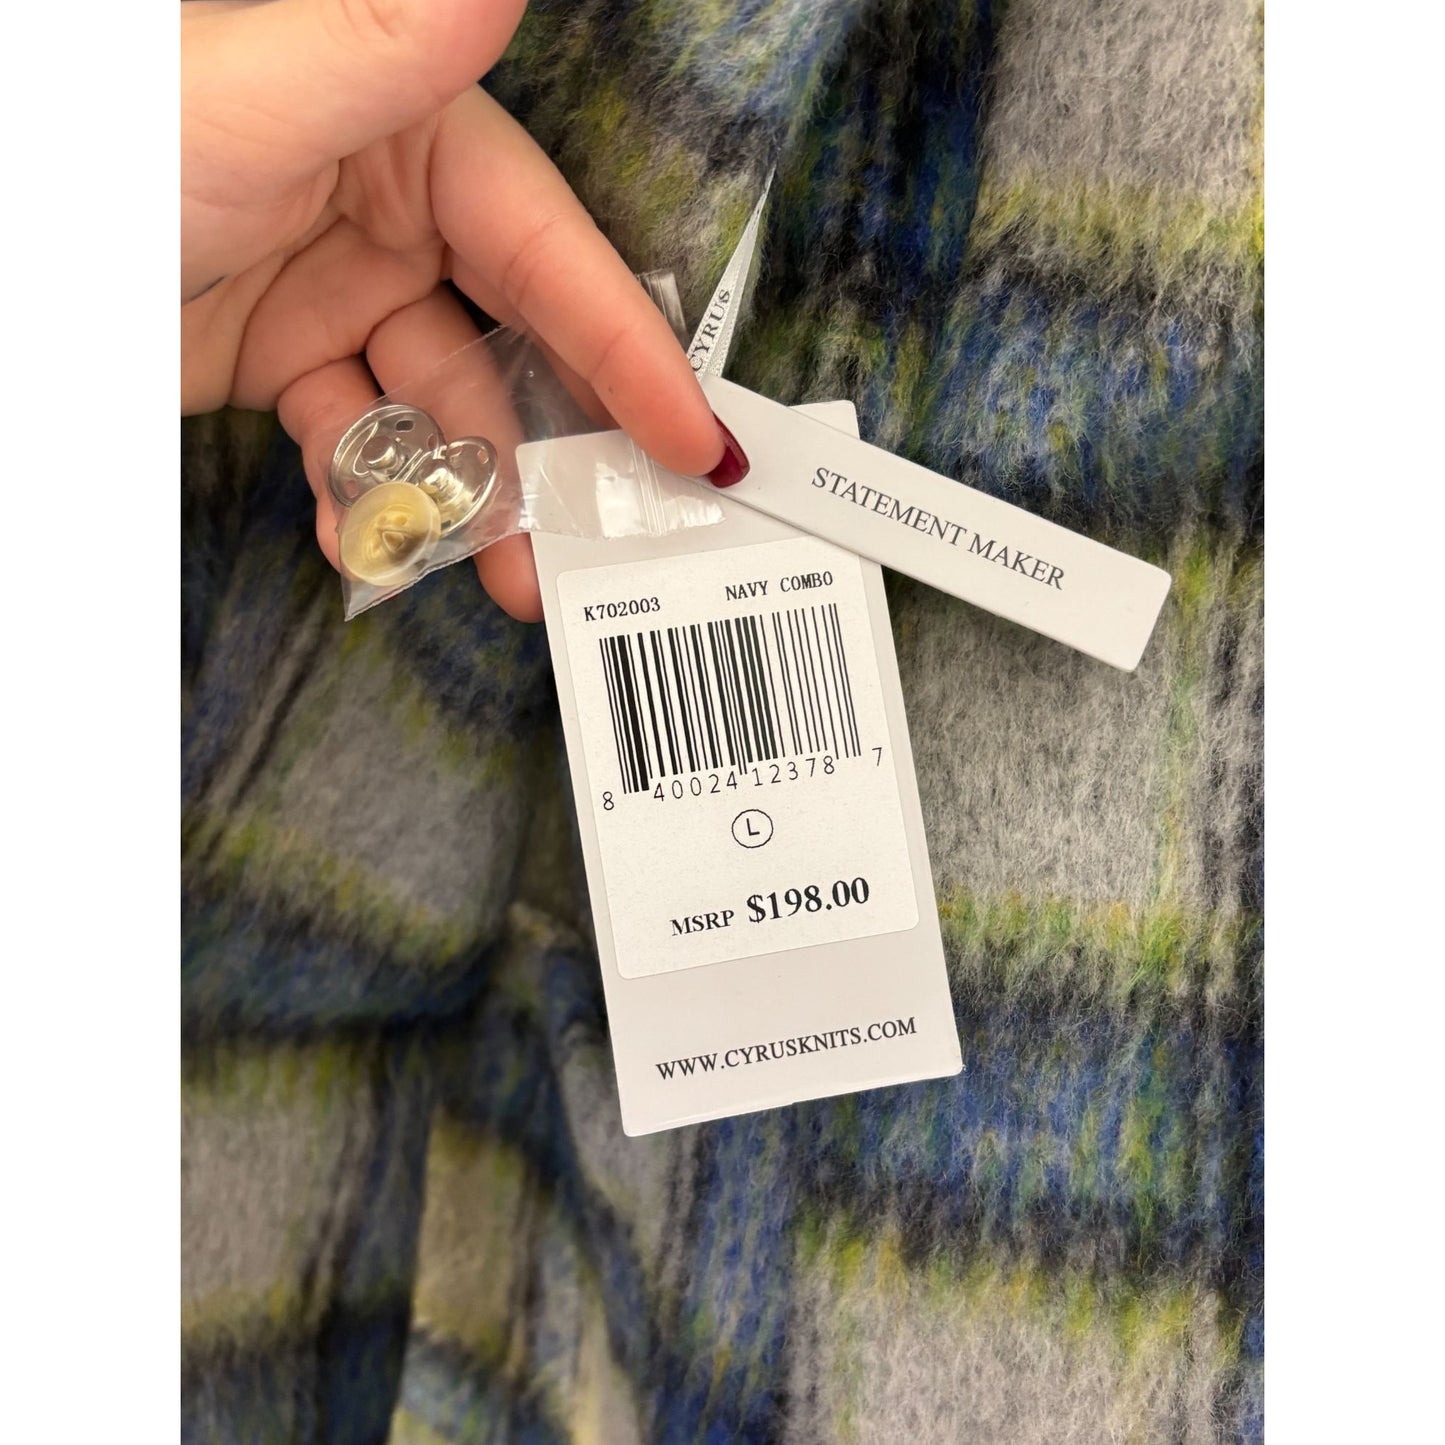 CYRUS
STATEMENT MAKER
K702003 NAVY COMBO
8 40024 12378 7
L
MSRP $198.00
WWW.CYRUSKNITS.COM